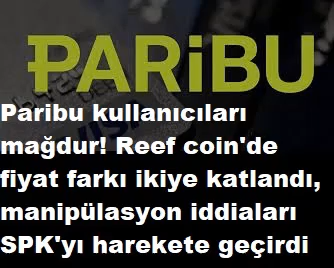 PARiBU
Paribu kullanıcıları
mağdur! Reef coin'de
fiyat farkı ikiye katlandı,
manipülasyon iddiaları
SPK'yı harekete geçirdi